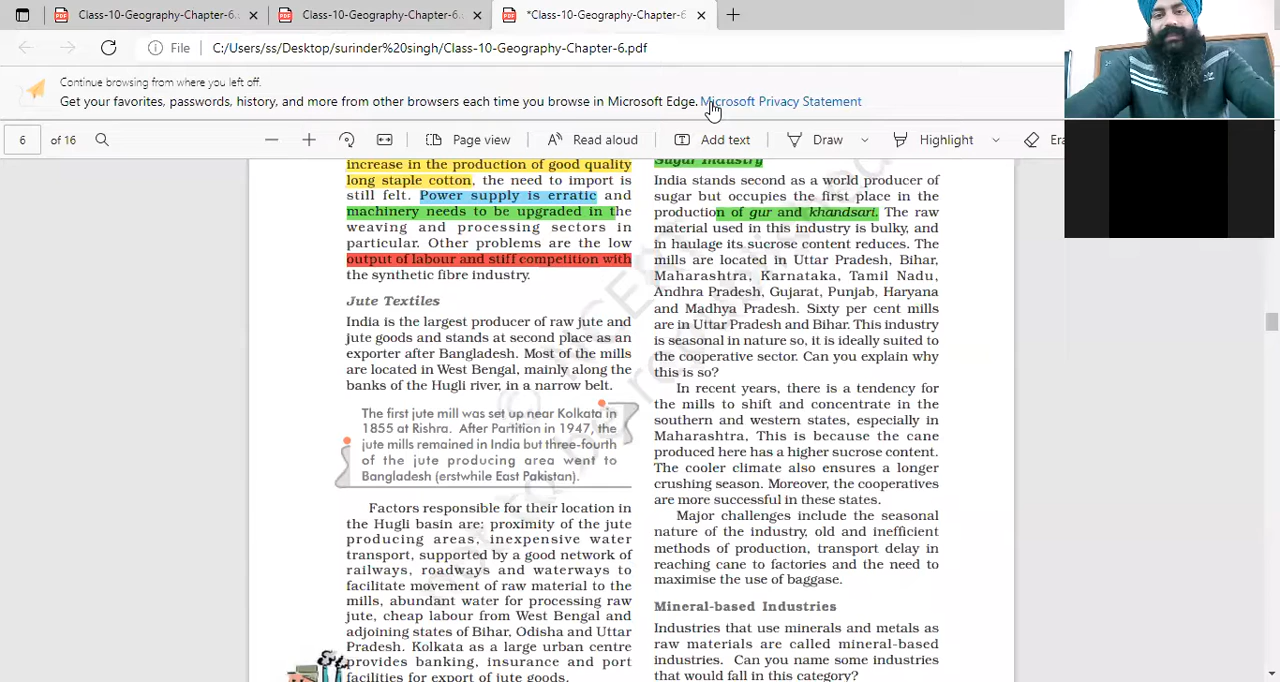 Class-10-Geography-Chapter-6.
Class-10-Geography-Chapter-6.
*Class-10-Geography-Chapter-6
File
C:/Users/ss/Desktop/surinder%20singh/Class-10-Geography-Chapter-6.pdf
Continue browsing from where you left off.
Get your favorites, passwords, history, and more from other browsers each time you browse in Microsoft Edge. Microsoft Privacy Statement
6 of 16
Page view
Read aloud
Add text
Draw
Highlight
increase in the production of good quality
long staple cotton, the need to import is
still felt. Power supply is erratic and
machinery needs to be upgraded in the
weaving and processing sectors in
particular. Other problems are the low
output of labour and stiff competition with
the synthetic fibre industry.
Jute Textiles
India is the largest producer of raw jute and
jute goods and stands at second place as an
exporter after Bangladesh. Most of the mills
are located in West Bengal, mainly along the
banks of the Hugli river, in a narrow belt.
The first jute mill was set up near Kolkata in
1855 at Rishra. After Partition in 1947, the
jute mills remained in India but three-fourth
of the jute producing area went to
Bangladesh (erstwhile East Pakistan).
Factors responsible for their location in
the Hugli basin are: proximity of the jute
producing areas, inexpensive water
transport, supported by a good network of
railways, roadways and waterways to
facilitate movement of raw material to the
mills, abundant water for processing raw
jute, cheap labour from West Bengal and
adjoining states of Bihar, Odisha and Uttar
Pradesh. Kolkata as a large urban centre
provides banking, insurance and port
facilities for export of jute goods.
Sugar Industry
India stands second as a world producer of
sugar but occupies the first place in the
production of gur and khandsari. The raw
material used in this industry is bulky, and
in haulage its sucrose content reduces. The
mills are located in Uttar Pradesh, Bihar,
Maharashtra, Karnataka, Tamil Nadu,
Andhra Pradesh, Gujarat, Punjab, Haryana
and Madhya Pradesh. Sixty per cent mills
are in Uttar Pradesh and Bihar. This industry
is seasonal in nature so, it is ideally suited to
the cooperative sector. Can you explain why
this is so?
In recent years, there is a tendency for
the mills to shift and concentrate in the
southern and western states, especially in
Maharashtra, This is because the cane
produced here has a higher sucrose content.
The cooler climate also ensures a longer
crushing season. Moreover, the cooperatives
are more successful in these states.
Major challenges include the seasonal
nature of the industry, old and inefficient
methods of production, transport delay in
reaching cane to factories and the need to
maximise the use of baggase.
Mineral-based Industries
Industries that use minerals and metals as
raw materials are called mineral-based
industries. Can you name some industries
that would fall in this category?